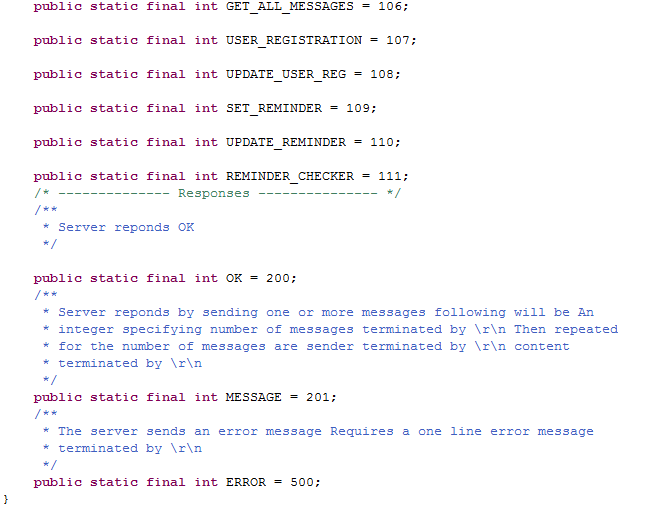 public static final int GET_ALL_MESSAGES = 106;
public static final int USER_REGISTRATION = 107;
public static final int UPDATE_USER_REG = 108;
public static final int SET_REMINDER = 109;
public static final int UPDATE_REMINDER = 110;
public static final int REMINDER_CHECKER = 111;
/* -------------- Responses --------------- */
/**
* Server reponds OK
*/
public static final int OK = 200;
/**
* Server reponds by sending one or more messages following will be An
* integer specifying number of messages terminated by \r\n Then repeated
* for the number of messages are sender terminated by \r\n content
* terminated by \r\n
*/
public static final int MESSAGE = 201;
/**
* The server sends an error message Requires a one line error message
* terminated by \r\n
*/
public static final int ERROR = 500;
}